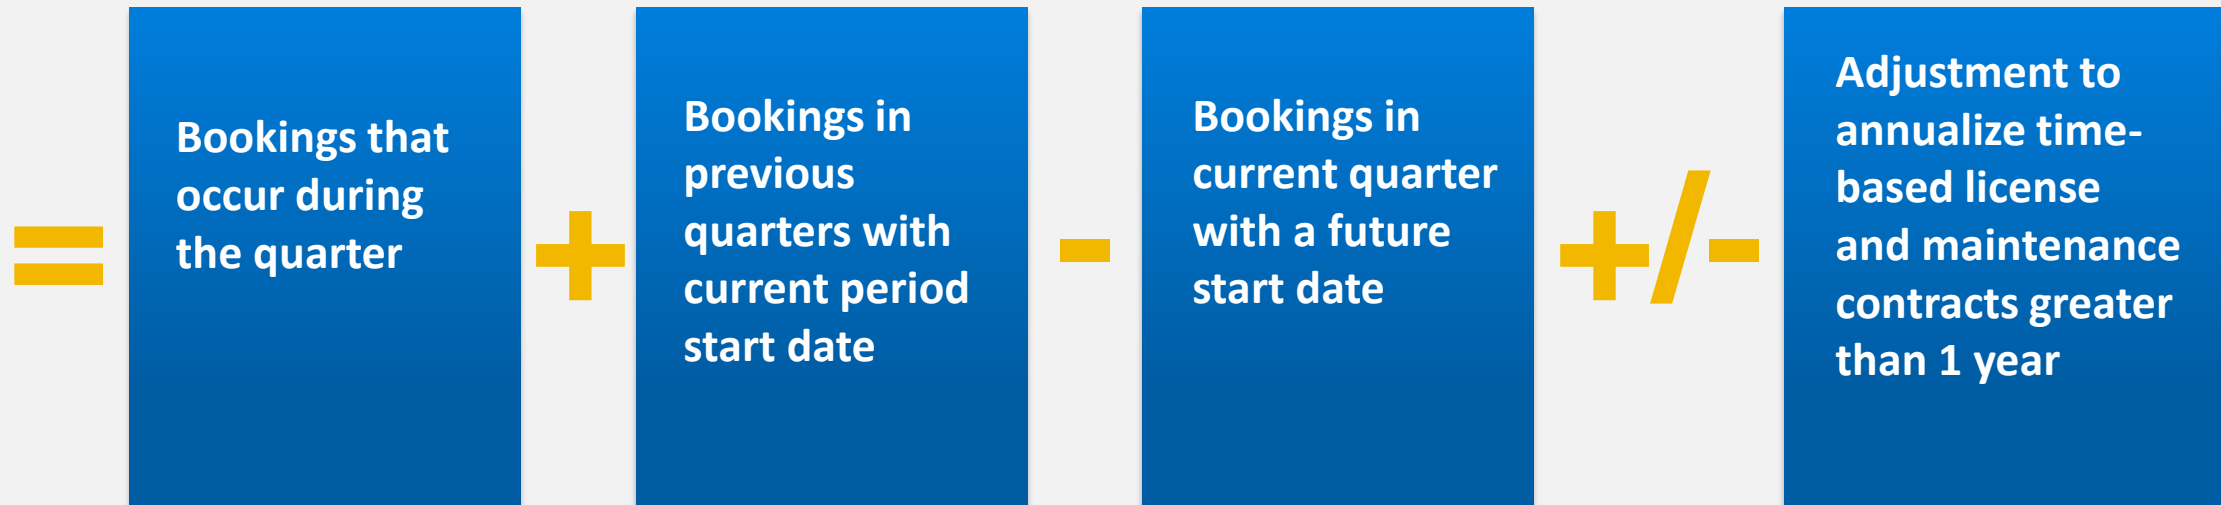 =
Bookings that
occur during
the quarter
+
Bookings in
previous
quarters with
current period
start date
-
Bookings in
current quarter
with a future
start date
+/-
Adjustment to
annualize time-
based license
and maintenance
contracts greater
than 1 year